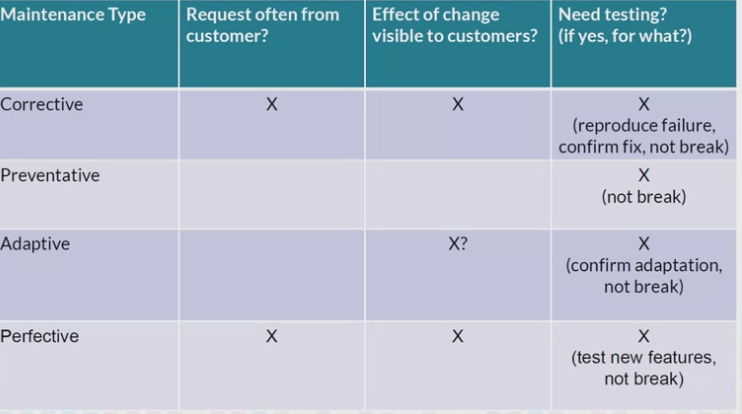 Maintenance Type
Request often from
customer?
Effect of change
visible to customers?
Need testing?
(if yes, for what?)
Corrective
X
X
X
(reproduce failure,
confirm fix, not break)
Preventative
X
(not break)
Adaptive
X?
X
(confirm adaptation,
not break)
Perfective
X
X
X
(test new features,
not break)